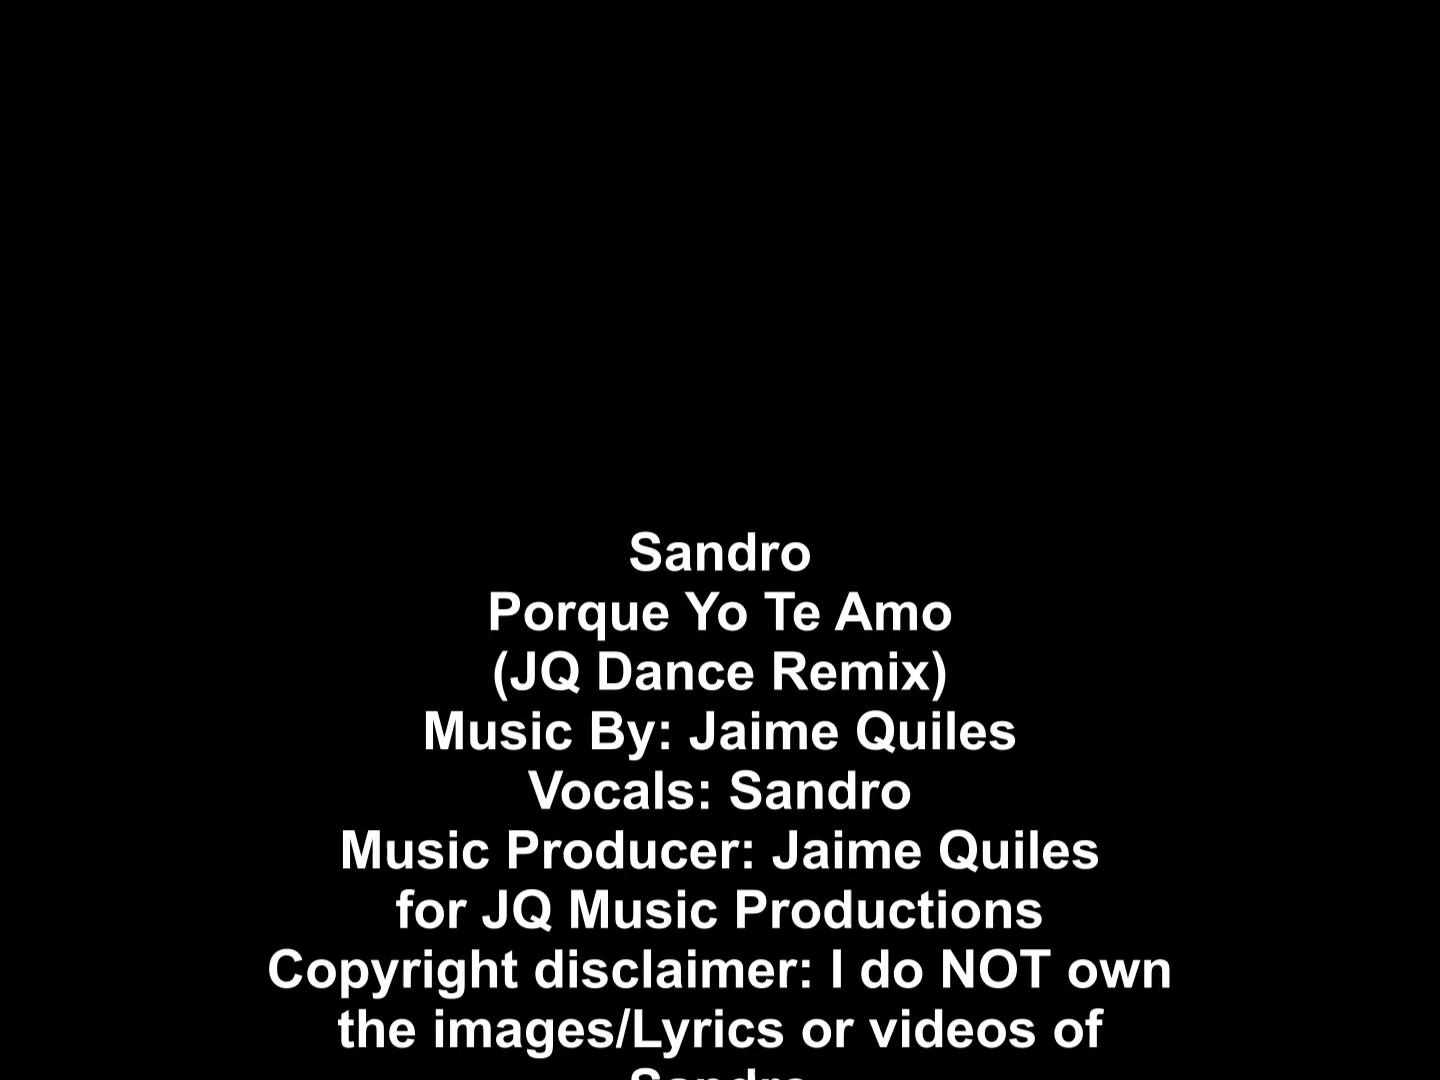 Sandro
Porque Yo Te Amo
(JQ Dance Remix)
Music By: Jaime Quiles
Vocals: Sandro
Music Producer: Jaime Quiles
for JQ Music Productions
Copyright disclaimer: I do NOT own
the images/Lyrics or videos of
Sandro